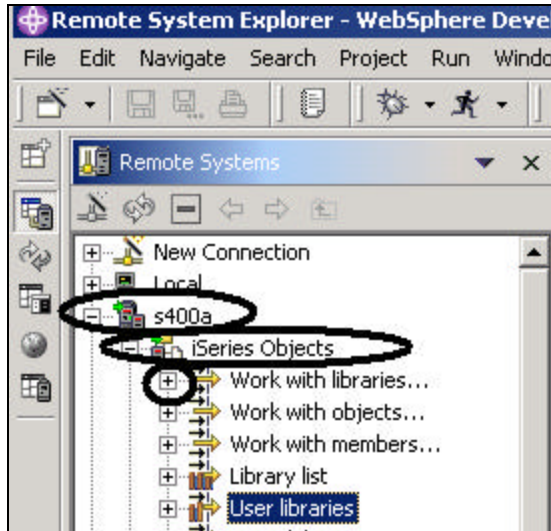 Remote System Explorer - WebSphere Deve
File Edit Navigate Search Project Run Windo
Remote Systems
New Connection
Local
s400a
iSeries Objects
Work with libraries...
Work with objects...
Work with members...
Library list
User libraries